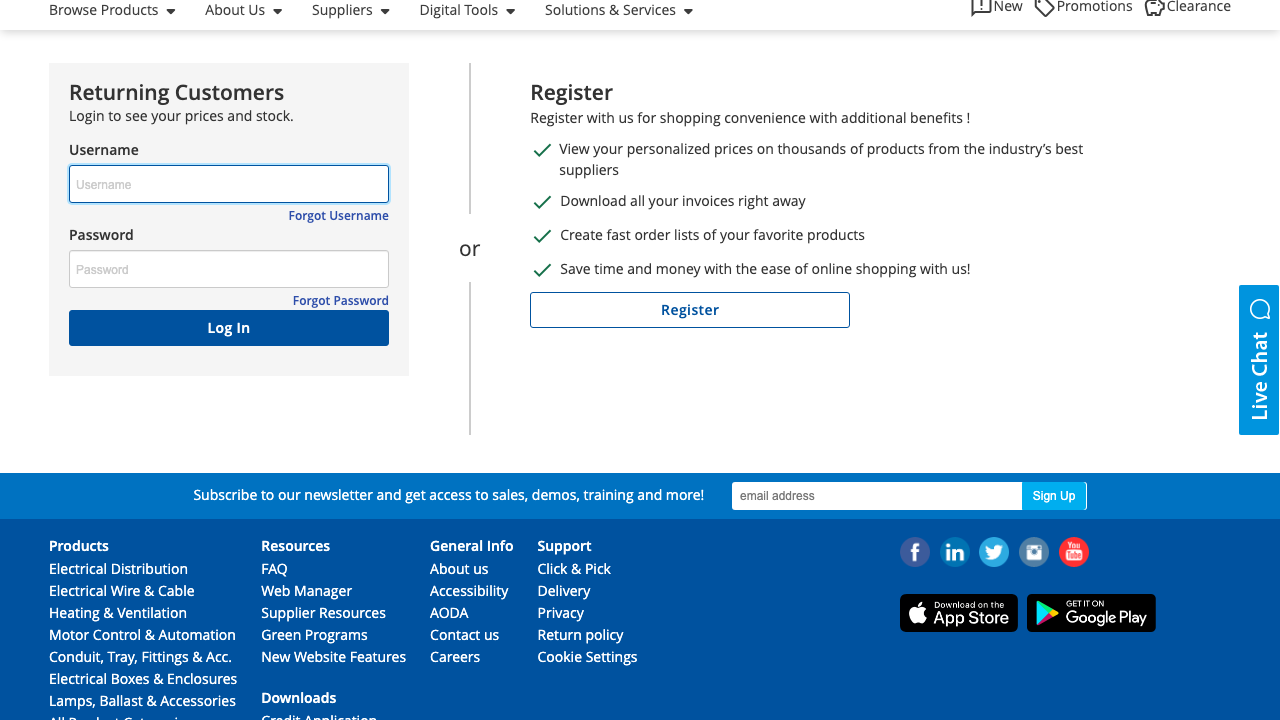 Browse Products
About Us
Suppliers
Digital Tools
Solutions & Services
New
Promotions
Clearance
Returning Customers
Login to see your prices and stock.
Username
Username
Forgot Username
Password
Password
Forgot Password
Log In
or
Register
Register with us for shopping convenience with additional benefits !
View your personalized prices on thousands of products from the industry’s best
suppliers
Download all your invoices right away
Create fast order lists of your favorite products
Save time and money with the ease of online shopping with us!
Register
Live Chat
Subscribe to our newsletter and get access to sales, demos, training and more!
email address
Sign Up
Products
Electrical Distribution
Electrical Wire & Cable
Heating & Ventilation
Motor Control & Automation
Conduit, Tray, Fittings & Acc.
Electrical Boxes & Enclosures
Lamps, Ballast & Accessories
All Product Categories
Resources
FAQ
Web Manager
Supplier Resources
Green Programs
New Website Features
Downloads
Credit Application
General Info
About us
Accessibility
AODA
Contact us
Careers
Support
Click & Pick
Delivery
Privacy
Return policy
Cookie Settings
f
in
You
Tube
Download on the
App Store
GET IT ON
Google Play